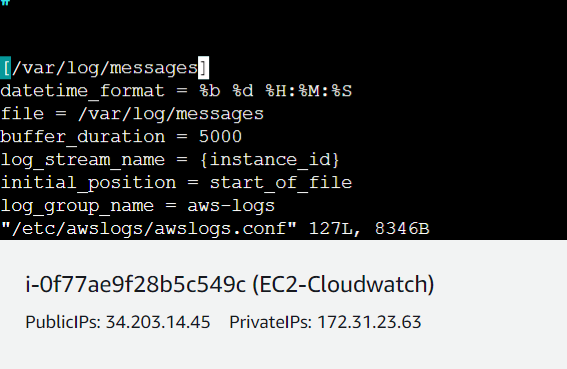 #
[/var/log/messages]
datetime_format = %b %d %H:%M:%S
file = /var/log/messages
buffer_duration = 5000
log_stream_name = {instance_id}
initial_position = start_of_file
log_group_name = aws-logs
"/etc/awslogs/awslogs.conf" 127L, 8346B
i-0f77ae9f28b5c549c (EC2-Cloudwatch)
PublicIPs: 34.203.14.45 PrivateIPs: 172.31.23.63